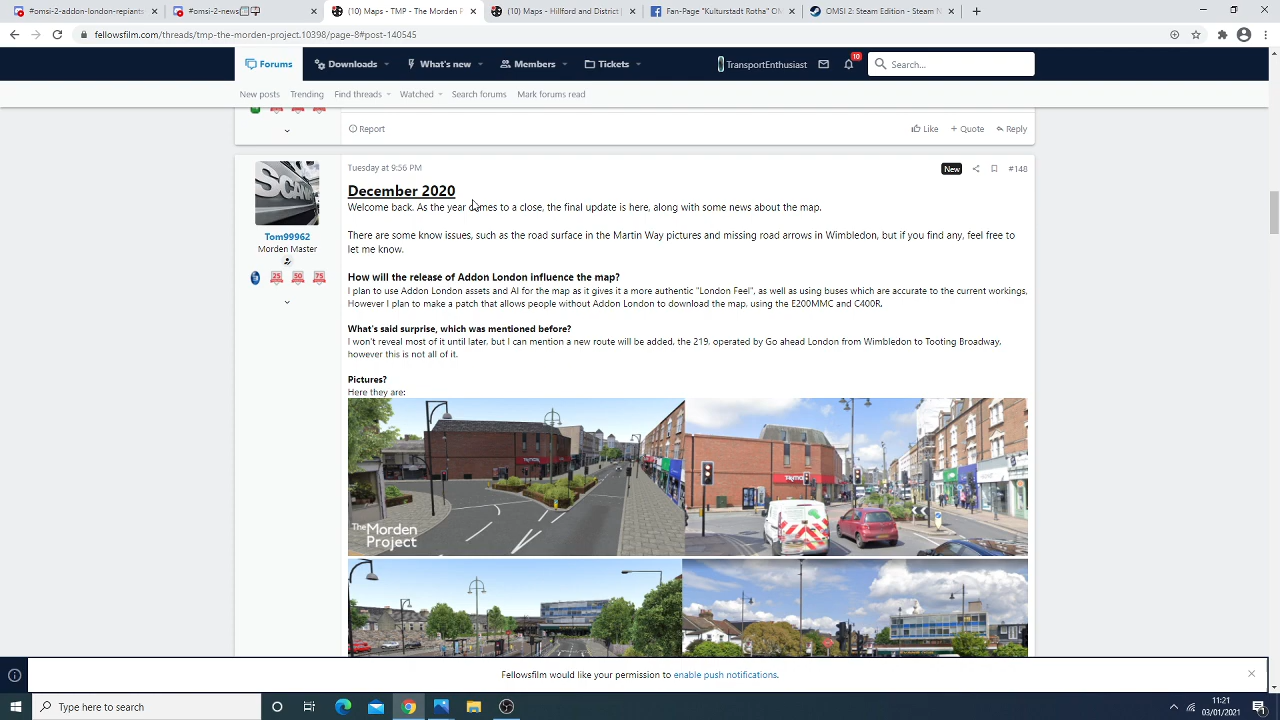 #omsi-2-addon-london-repaints
#omsi-2
(10) TMP - The Morden Project
(10) Maps - Hillford and District
Fan-Page "Kulturstadt Rotha" OM
OMSI 2: Steam Edition - Steam N
fellowsfilm.com/threads/tmp-the-morden-project.10398/page-8#post-140545
Forums Downloads What's new Members Tickets TransportEnthusiast 10 Search...
New posts Trending Find threads Watched Search forums Mark forums read
Report Like + Quote Reply
Tuesday at 9:56 PM New #148
SCAN
December 2020
Welcome back. As the year comes to a close, the final update is here, along with some news about the map.
There are some know issues, such as the road surface in the Martin Way pictures and missing road arrows in Wimbledon, but if you find any, feel free to
let me know.
Tom99962
Morden Master
25 50 75
How will the release of Addon London influence the map?
I plan to use Addon London assets and AI for the map as it gives it a more authentic "London Feel", as well as using buses which are accurate to the current workings,
However I plan to make a patch that allows people without Addon London to download the map, using the E200MMC and C400R.
What's said surprise, which was mentioned before?
I won't reveal most of it until later, but I can mention a new route will be added, the 219, operated by Go ahead London from Wimbledon to Tooting Broadway,
however this is not all of it.
Pictures?
Here they are:
The Morden
Project
Fellowsfilm would like your permission to enable push notifications.
Type here to search
11:21
03/01/2021